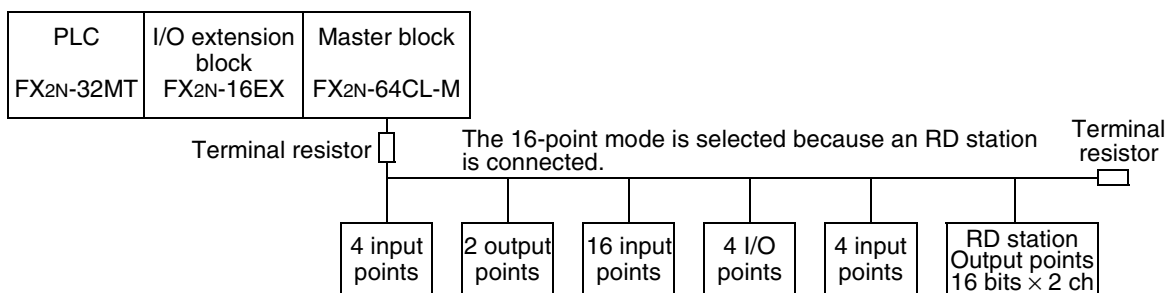 PLC
FX2N-32MT
I/O extension
block
FX2N-16EX
Master block
FX2N-64CL-M
Terminal resistor
The 16-point mode is selected because an RD station
is connected.
Terminal
resistor
4 input
points
2 output
points
16 input
points
4 I/O
points
4 input
points
RD station
Output points
16 bits × 2 ch